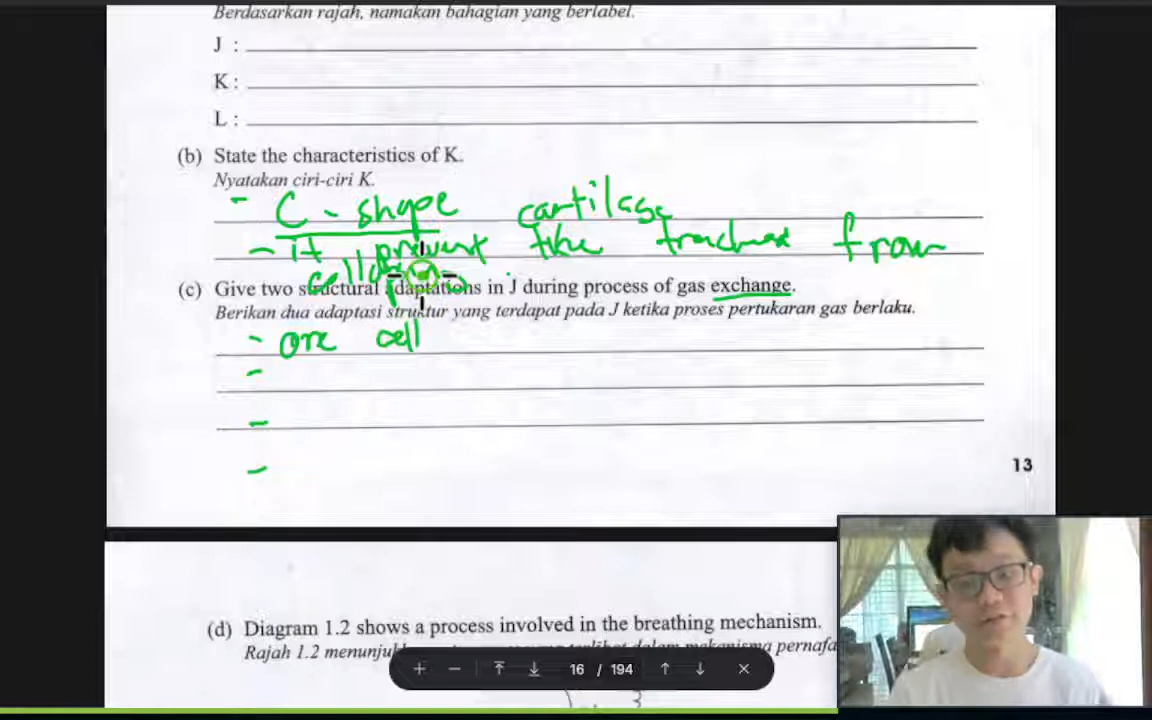 Berdasarkan rajah, namakan bahagian yang berlabel.
J :
K :
L :
(b) State the characteristics of K.
Nyatakan ciri-ciri K.
- C - shape cartilage
- it prevent the trachea from
collapse
(c) Give two structural adaptations in J during process of gas exchange.
Berikan dua adaptasi struktur yang terdapat pada J ketika proses pertukaran gas berlaku.
- one cell
-
-
-
13
(d) Diagram 1.2 shows a process involved in the breathing mechanism.
Rajah 1.2 menunjuk
pernafa
16 / 194